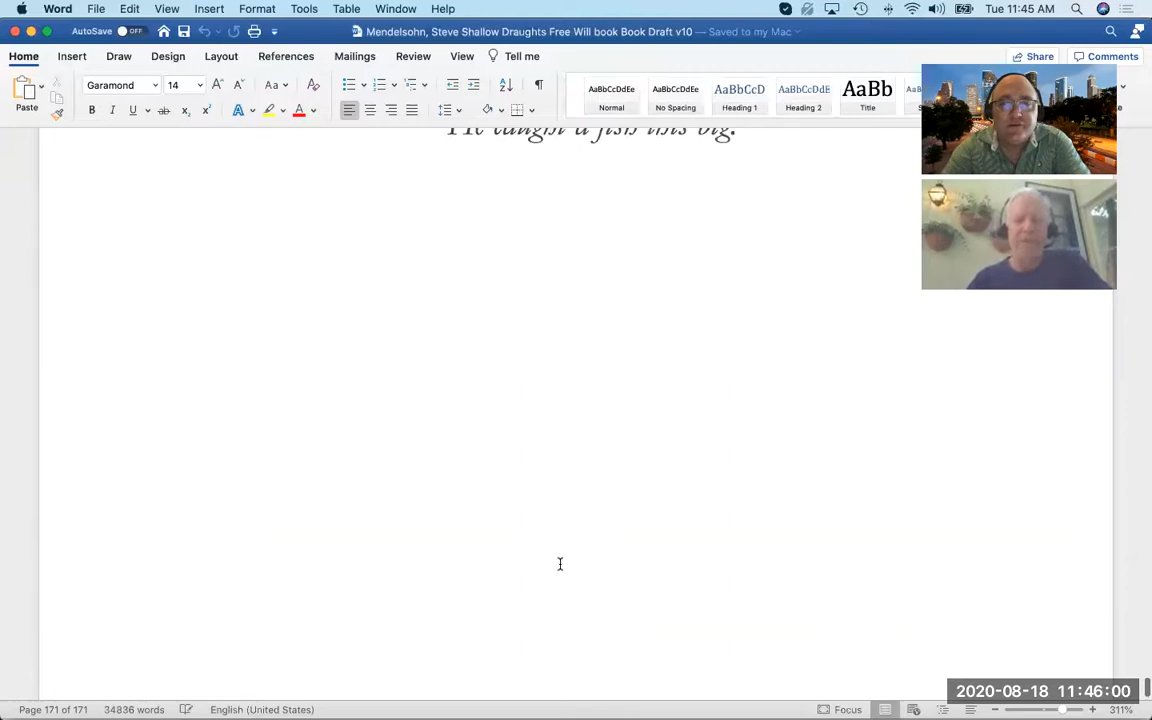 Word File Edit View Insert Format Tools Table Window Help Tue 11:45 AM
AutoSave OFF Mendelsohn, Steve Shallow Draughts Free Will book Book Draft v10 — Saved to my Mac
Home Insert Draw Design Layout References Mailings Review View Tell me Share Comments
Paste Garamond 14 Aa
B I U ab x₂ x² A A
AaBbCcDdEe AaBbCcDdEe AaBbCcD AaBbCcDdE AaBb
Normal No Spacing Heading 1 Heading 2 Title
He caught a fish this big.
2020-08-18 11:46:00
Page 171 of 171 34836 words English (United States) Focus 311%